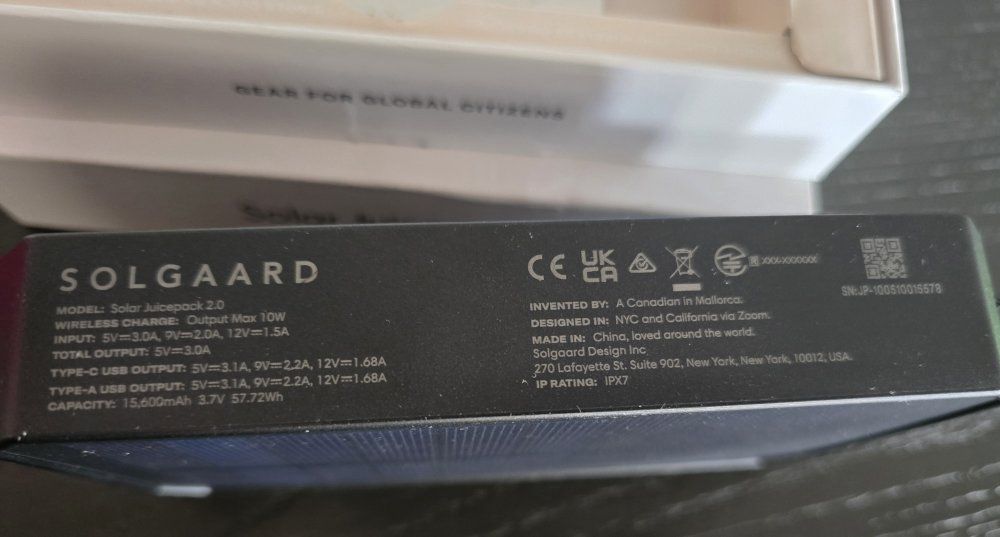 GEAR FOR GLOBAL CITIZENS
Solar
SOLGAARD
MODEL: Solar Juicepack 2.0
WIRELESS CHARGE: Output Max 10W
INPUT: 5V⎓3.0A, 9V⎓2.0A, 12V⎓1.5A
TOTAL OUTPUT: 5V⎓3.0A
TYPE-C USB OUTPUT: 5V⎓3.1A, 9V⎓2.2A, 12V⎓1.68A
TYPE-A USB OUTPUT: 5V⎓3.1A, 9V⎓2.2A, 12V⎓1.68A
CAPACITY: 15,600mAh 3.7V 57.72Wh
CE UK CA R XXX-XXXXXXX
SN:JP-100510015578
INVENTED BY: A Canadian in Mallorca.
DESIGNED IN: NYC and California via Zoom.
MADE IN: China, loved around the world.
Solgaard Design Inc
270 Lafayette St. Suite 902, New York, New York, 10012, USA.
IP RATING: IPX7